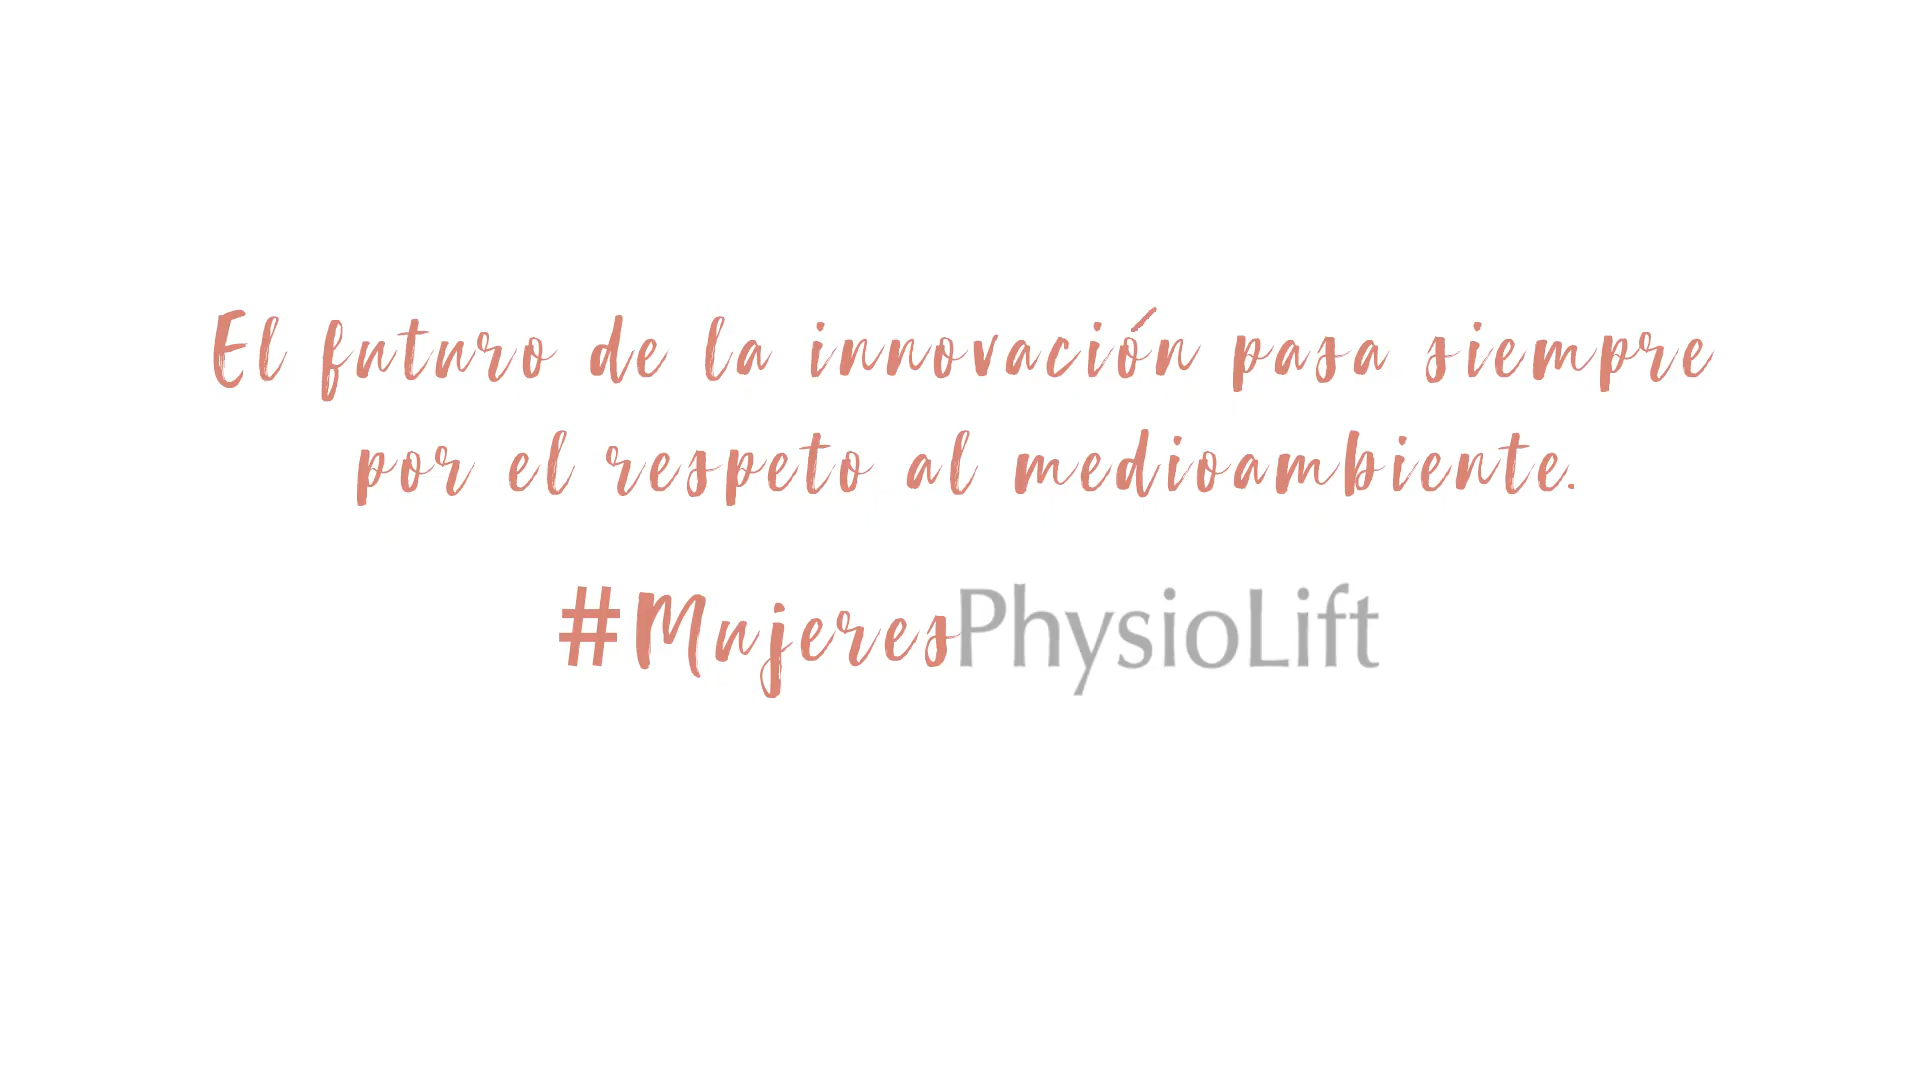 El futuro de la innovación pasa siempre
por el respeto al medioambiente.
#MujeresPhysioLift